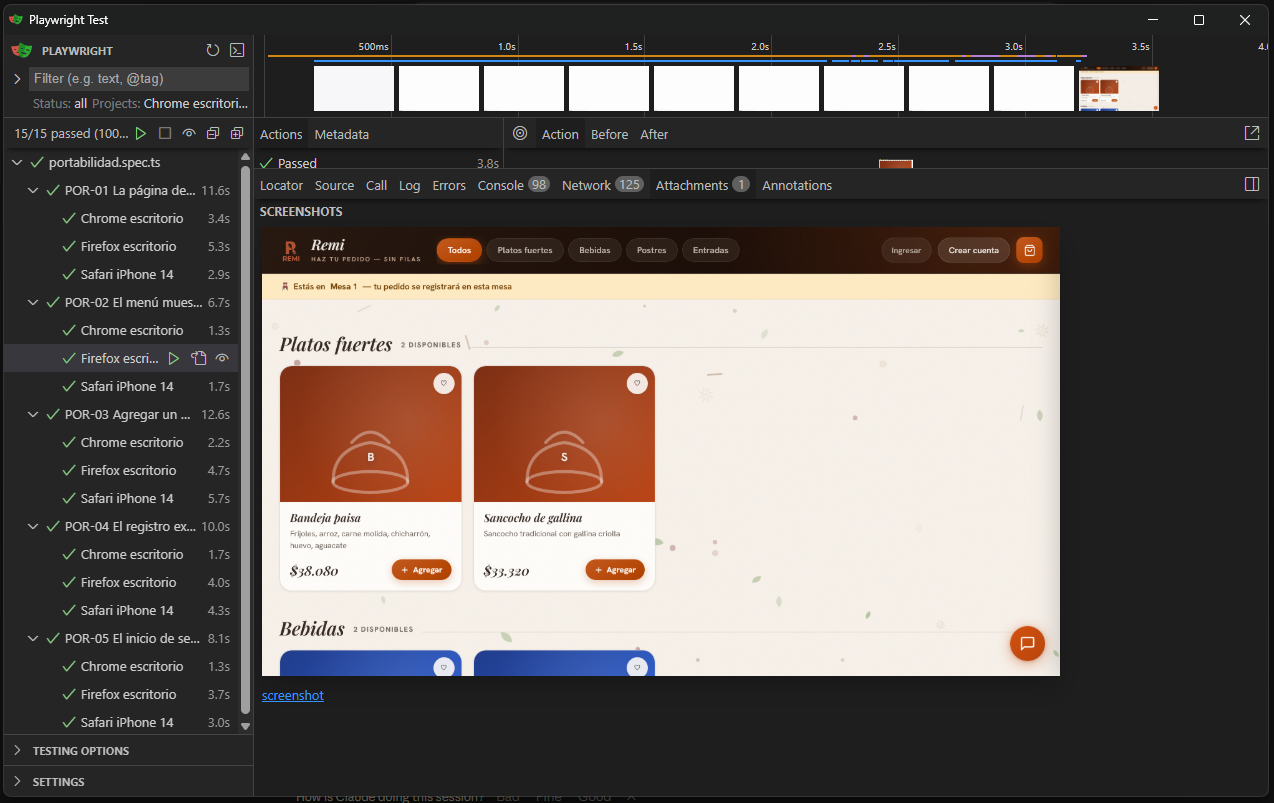 Playwright Test
PLAYWRIGHT
Filter (e.g. text, @tag)
Status: all Projects: Chrome escritori...
15/15 passed (100...
portabilidad.spec.ts
POR-01 La página de... 11.6s
Chrome escritorio 3.4s
Firefox escritorio 5.3s
Safari iPhone 14 2.9s
POR-02 El menú mues... 6.7s
Chrome escritorio 1.3s
Firefox escri...
Safari iPhone 14 1.7s
POR-03 Agregar un ... 12.6s
Chrome escritorio 2.2s
Firefox escritorio 4.7s
Safari iPhone 14 5.7s
POR-04 El registro ex... 10.0s
Chrome escritorio 1.7s
Firefox escritorio 4.0s
Safari iPhone 14 4.3s
POR-05 El inicio de se... 8.1s
Chrome escritorio 1.3s
Firefox escritorio 3.7s
Safari iPhone 14 3.0s
TESTING OPTIONS
SETTINGS
500ms 1.0s 1.5s 2.0s 2.5s 3.0s 3.5s 4.0
Actions Metadata
Passed 3.8s
Action Before After
Locator Source Call Log Errors Console 98 Network 125 Attachments 1 Annotations
SCREENSHOTS
R
REMI
Remi
HAZ TU PEDIDO — SIN FILAS
Todos Platos fuertes Bebidas Postres Entradas
Ingresar Crear cuenta
Estás en Mesa 1 — tu pedido se registrará en esta mesa
Platos fuertes 2 DISPONIBLES
B
Bandeja paisa
Frijoles, arroz, carne molida, chicharrón,
huevo, aguacate
$38.080 + Agregar
S
Sancocho de gallina
Sancocho tradicional con gallina criolla
$33.320 + Agregar
Bebidas 2 DISPONIBLES
screenshot
How is Claude doing this session? Bad Fine Good X